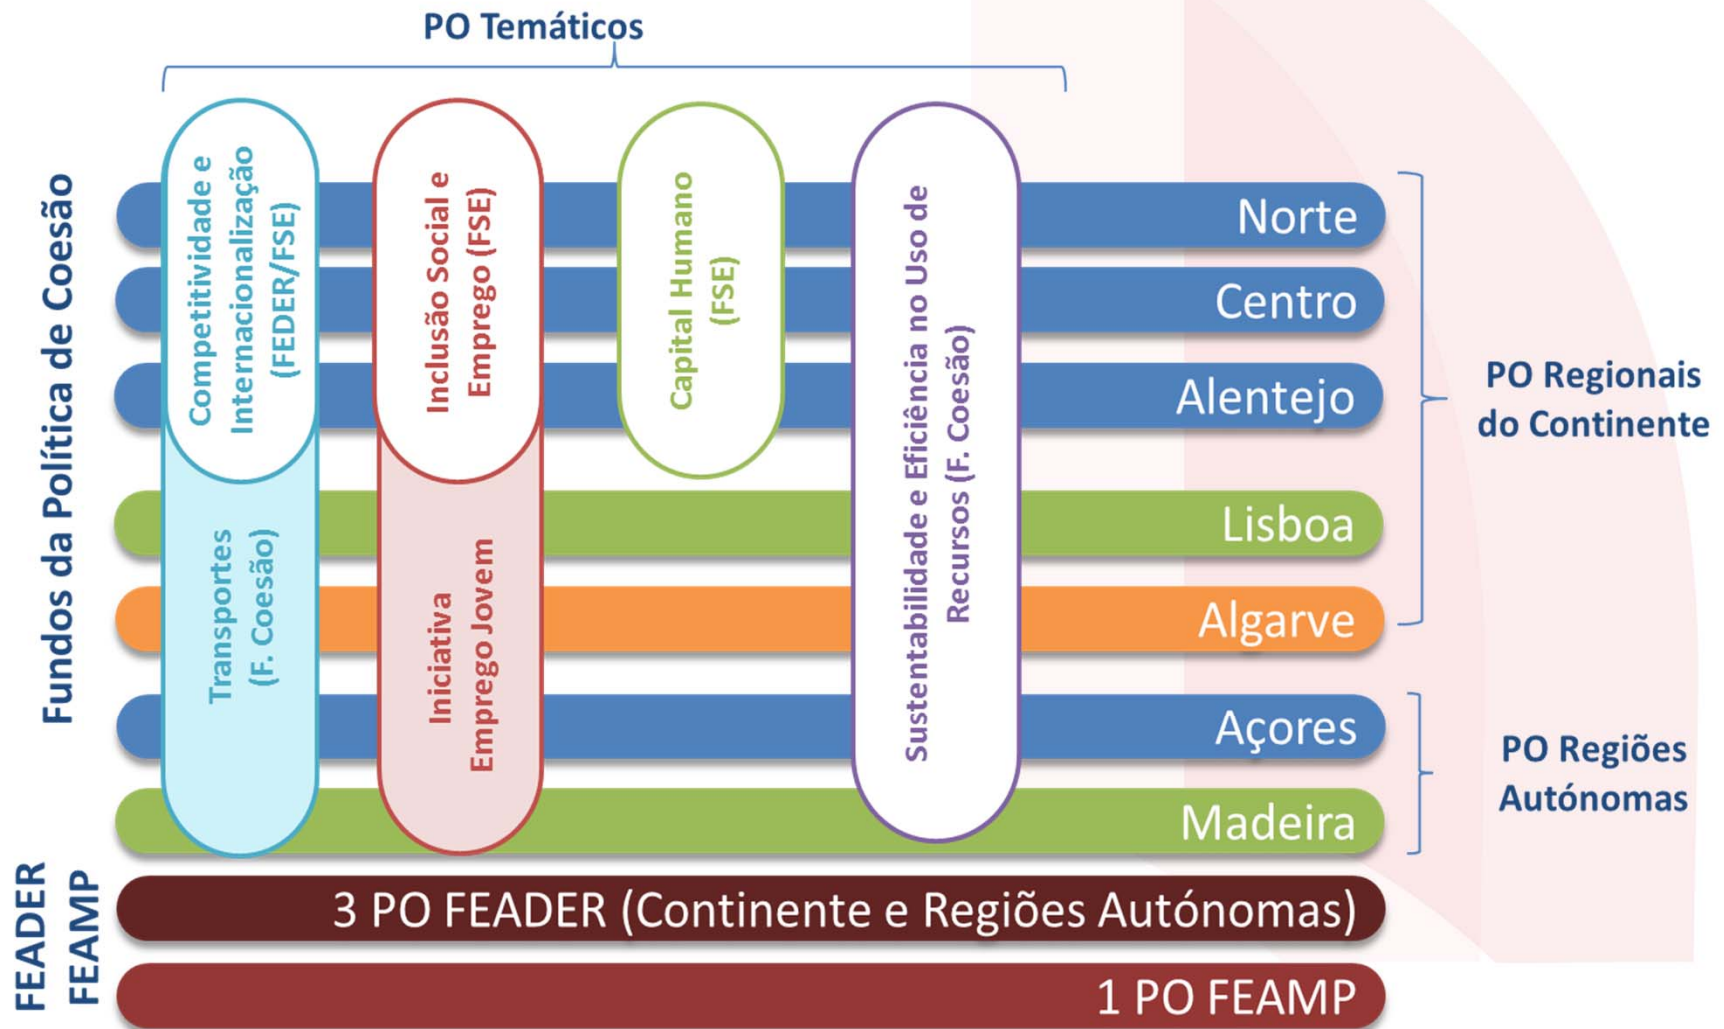 PO Temáticos
Fundos da Política de Coesão
Competitividade e
Internacionalização
(FEDER/FSE)
Transportes
(F. Coesão)
Inclusão Social e
Emprego (FSE)
Iniciativa
Emprego Jovem
Capital Humano
(FSE)
Sustentabilidade e Eficiência no Uso de
Recursos (F. Coesão)
Norte
Centro
Alentejo
Lisboa
Algarve
Açores
Madeira
PO Regionais
do Continente
PO Regiões
Autónomas
FEADER
FEAMP
3 PO FEADER (Continente e Regiões Autónomas)
1 PO FEAMP